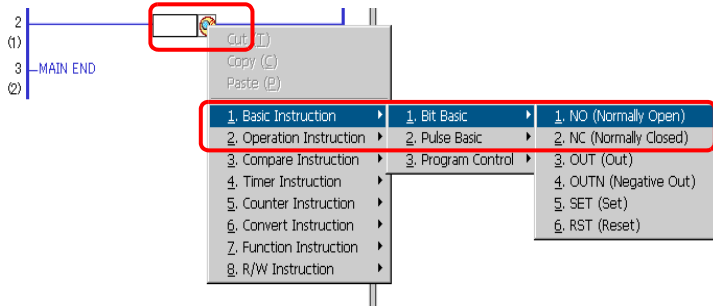 2
(1)
3 MAIN END
(2)
Cut (T)
Copy (C)
Paste (P)
1. Basic Instruction
2. Operation Instruction
3. Compare Instruction
4. Timer Instruction
5. Counter Instruction
6. Convert Instruction
7. Function Instruction
8. R/W Instruction
1. Bit Basic
2. Pulse Basic
3. Program Control
1. NO (Normally Open)
2. NC (Normally Closed)
3. OUT (Out)
4. OUTN (Negative Out)
5. SET (Set)
6. RST (Reset)